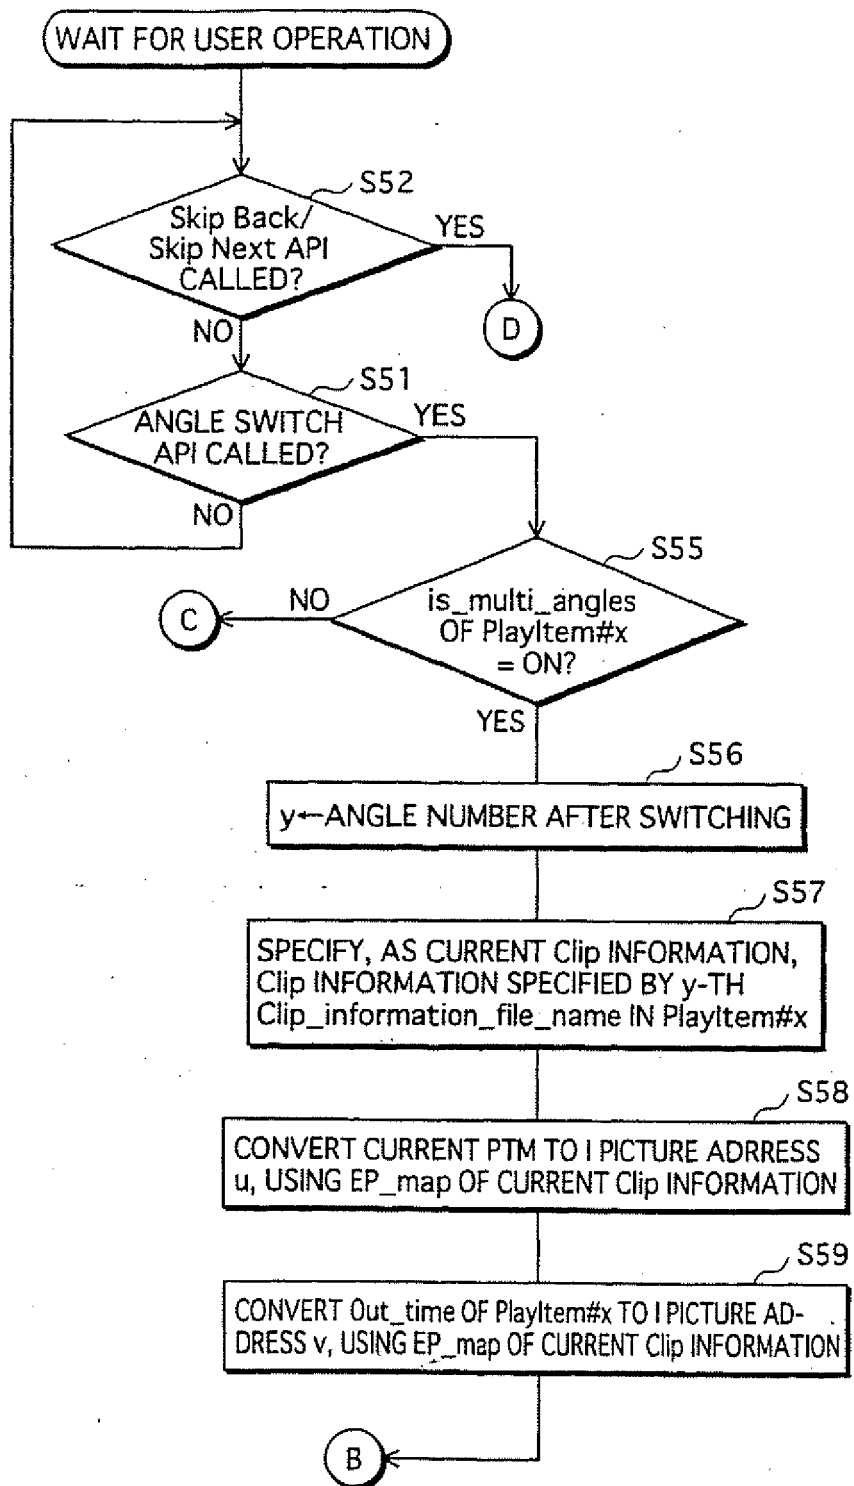 WAIT FOR USER OPERATION
S52
Skip Back/
Skip Next API
CALLED?
YES
D
NO
S51
ANGLE SWITCH
API CALLED?
YES
NO
S55
is_multi_angles
OF PlayItem#x
= ON?
NO
C
YES
S56
y←ANGLE NUMBER AFTER SWITCHING
S57
SPECIFY, AS CURRENT Clip INFORMATION,
Clip INFORMATION SPECIFIED BY y-TH
Clip_information_file_name IN PlayItem#x
S58
CONVERT CURRENT PTM TO I PICTURE ADRRESS
u, USING EP_map OF CURRENT Clip INFORMATION
S59
CONVERT Out_time OF PlayItem#x TO I PICTURE AD-
DRESS v, USING EP_map OF CURRENT Clip INFORMATION
B